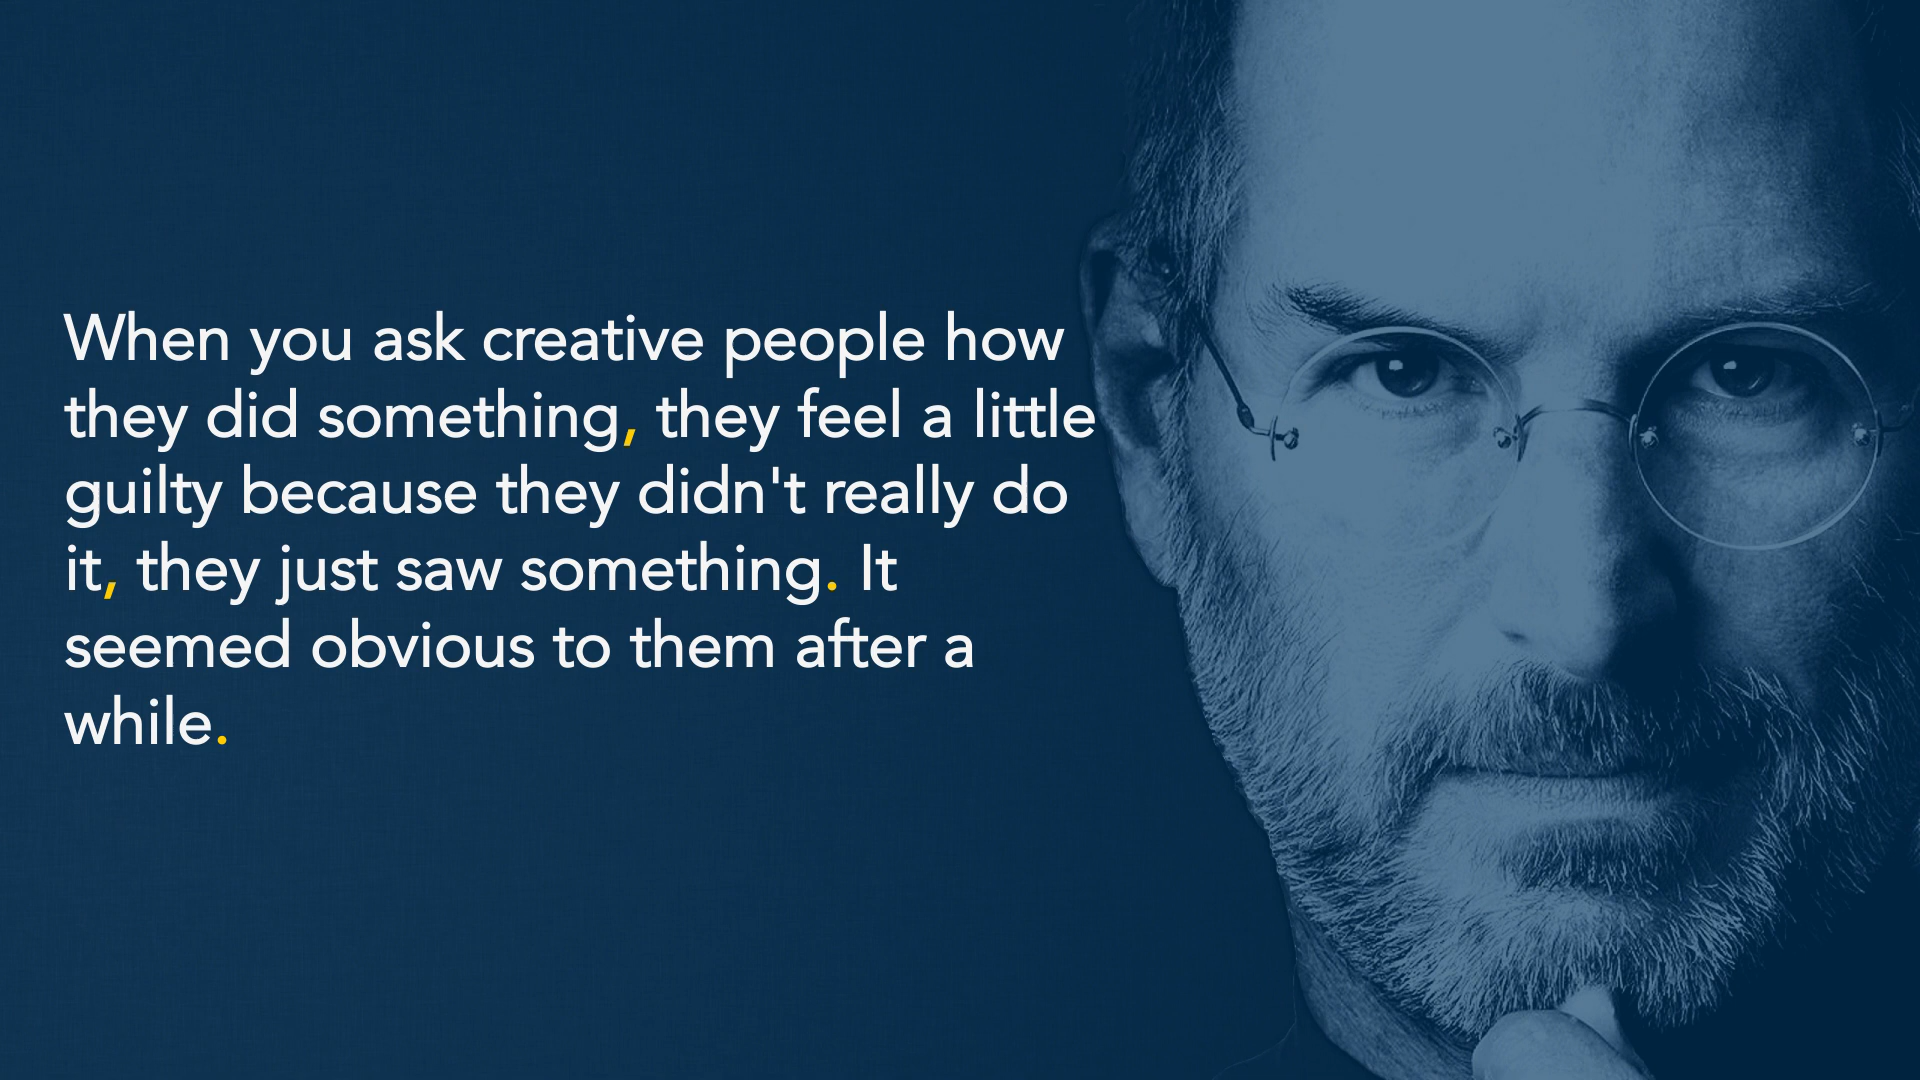 When you ask creative people how
they did something, they feel a little
guilty because they didn't really do
it, they just saw something. It
seemed obvious to them after a
while.